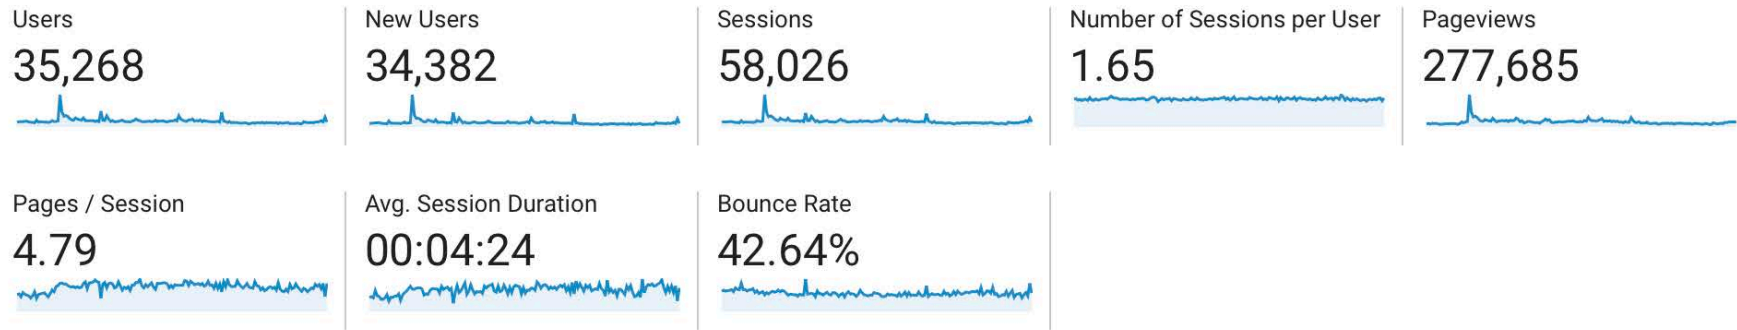 Users
35,268
New Users
34,382
Sessions
58,026
Number of Sessions per User
1.65
Pageviews
277,685
Pages / Session
4.79
Avg. Session Duration
00:04:24
Bounce Rate
42.64%